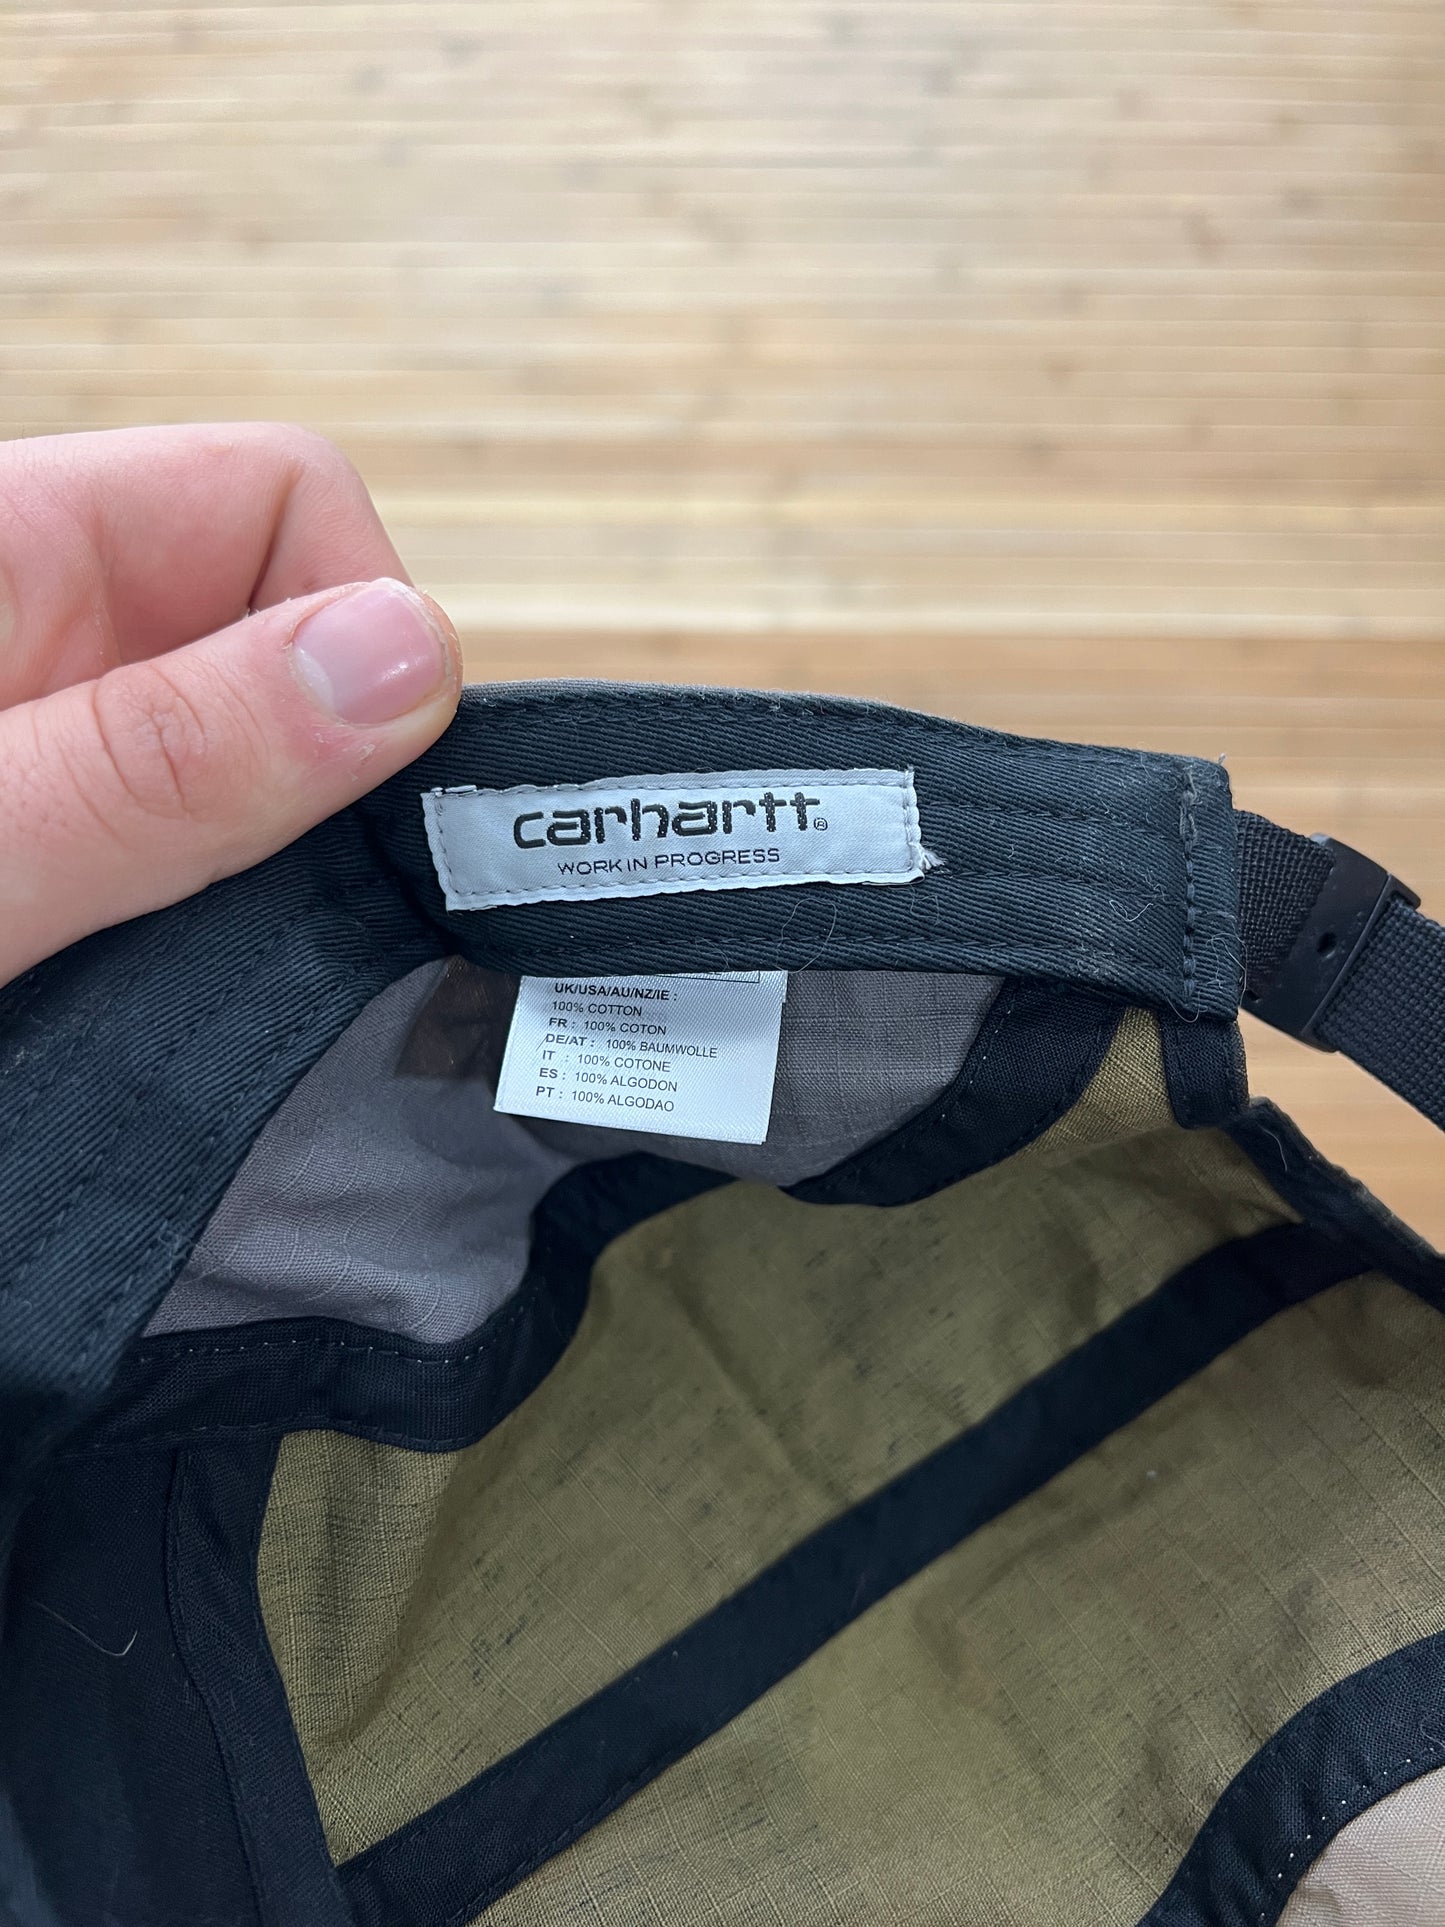 carhartt®
WORK IN PROGRESS
UK/USA/AU/NZ/IE :
100% COTTON
FR : 100% COTON
DE/AT : 100% BAUMWOLLE
IT : 100% COTONE
ES : 100% ALGODON
PT : 100% ALGODAO